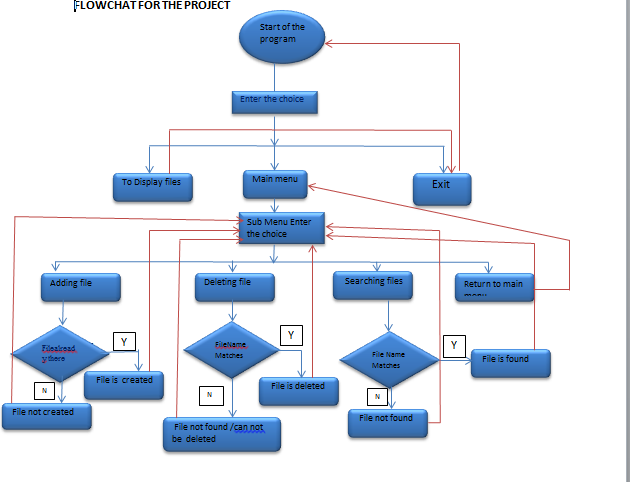 FLOWCHAT FOR THE PROJECT
Start of the
program
Enter the choice
To Display files
Main menu
Exit
Sub Menu Enter
the choice
Adding file
Deleting file
Searching files
Return to main
menu
Filealread
y there
Y
FileName
Matches
Y
File Name
Matches
Y
File is found
File is created
File is deleted
N
N
N
File not created
File not found /can not
be deleted
File not found